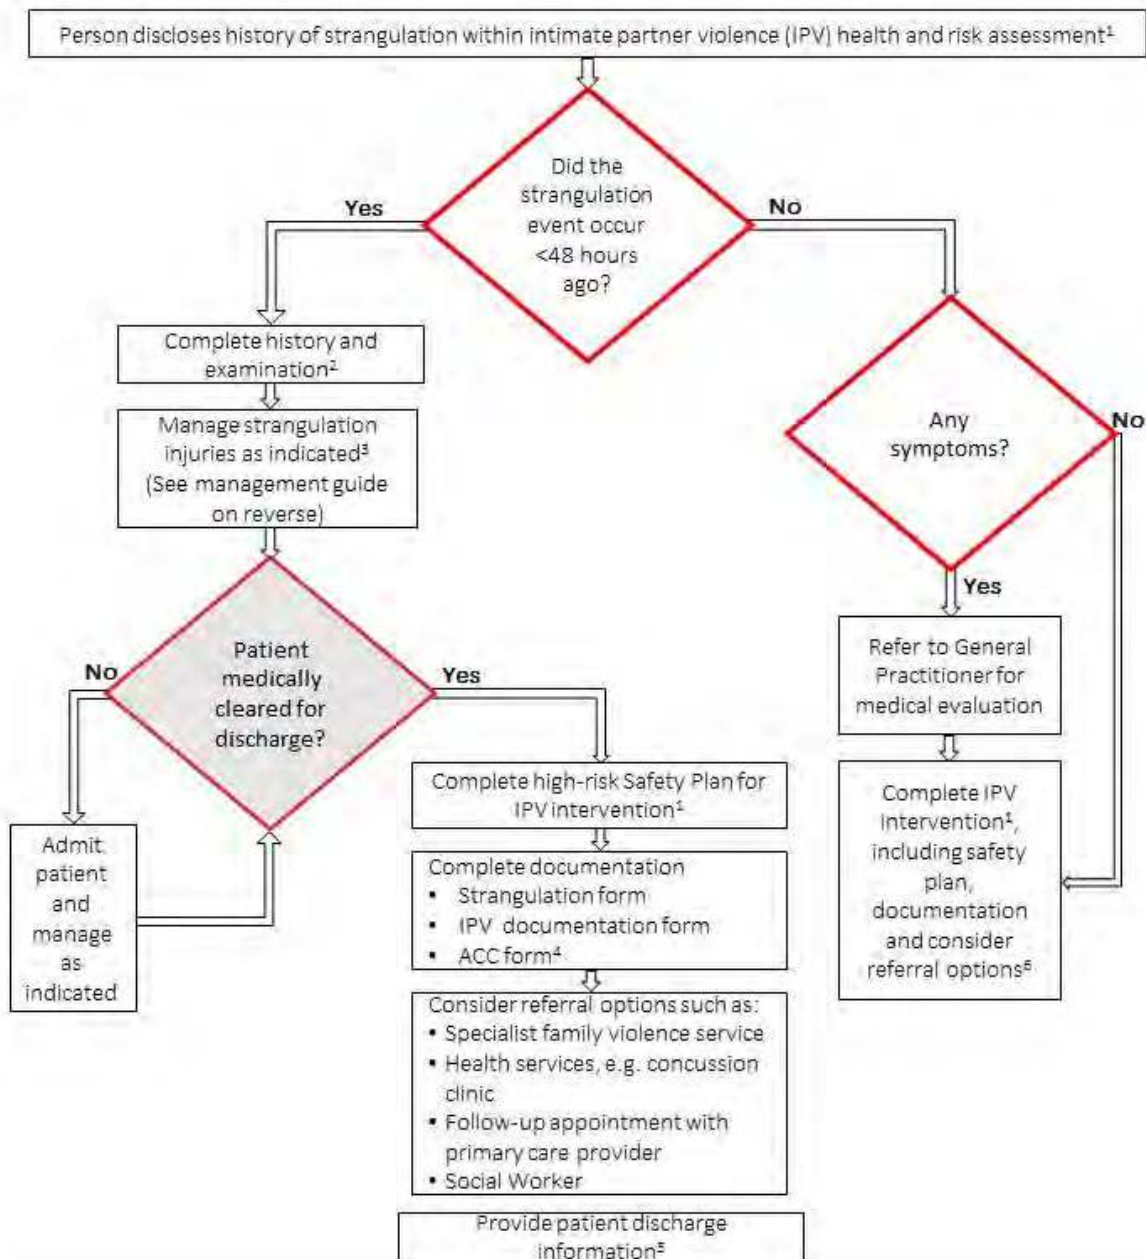 Person discloses history of strangulation within intimate partner violence (IPV) health and risk assessment¹
Did the
strangulation
event occur
<48 hours
ago?
Yes
No
Complete history and
examination²
Manage strangulation
injuries as indicated³
(See management guide
on reverse)
Any
symptoms?
No
Yes
Refer to General
Practitioner for
medical evaluation
Complete IPV
intervention¹,
including safety
plan,
documentation
and consider
referral options⁶
Patient
medically
cleared for
discharge?
No
Yes
Admit
patient
and
manage
as
indicated
Complete high-risk Safety Plan for
IPV intervention¹
Complete documentation
▪ Strangulation form
▪ IPV documentation form
▪ ACC form⁴
Consider referral options such as:
▪ Specialist family violence service
▪ Health services, e.g. concussion
clinic
▪ Follow-up appointment with
primary care provider
▪ Social Worker
Provide patient discharge
information⁵